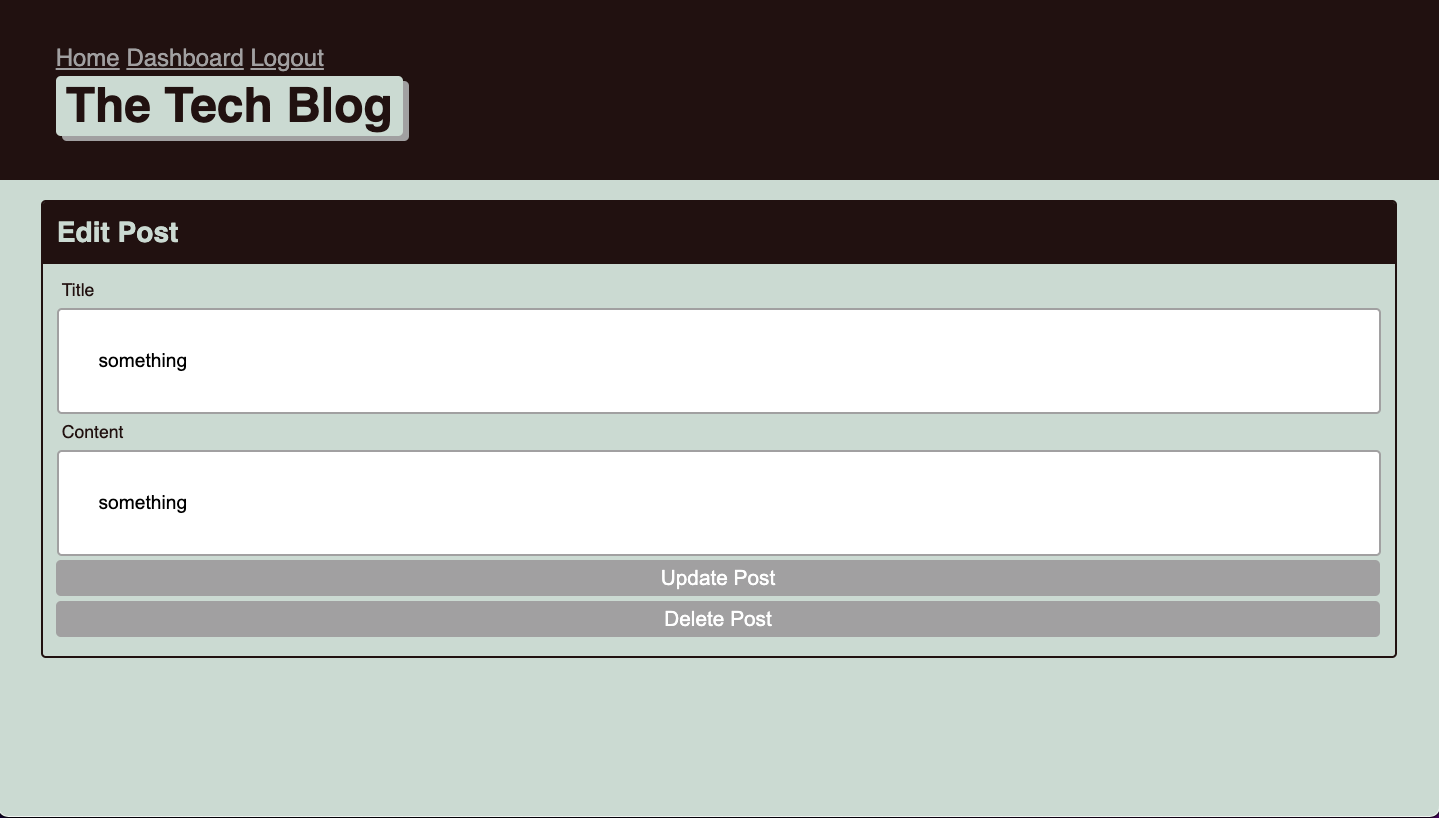 Home Dashboard Logout
The Tech Blog
Edit Post
Title
something
Content
something
Update Post
Delete Post